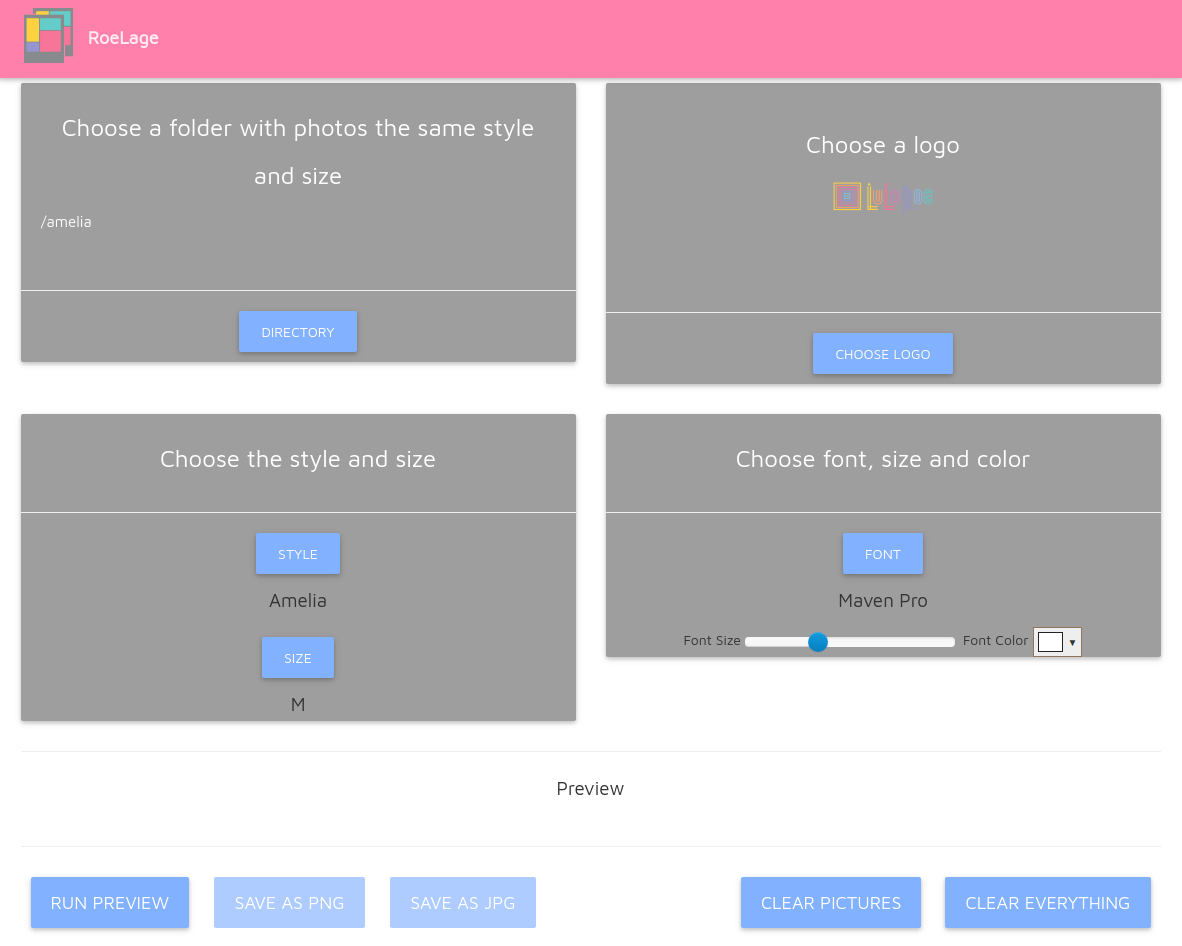 RoeLage
Choose a folder with photos the same style
and size
/amelia
DIRECTORY
Choose a logo
CHOOSE LOGO
Choose the style and size
STYLE
Amelia
SIZE
M
Choose font, size and color
FONT
Maven Pro
Font Size
Font Color
Preview
RUN PREVIEW
SAVE AS PNG
SAVE AS JPG
CLEAR PICTURES
CLEAR EVERYTHING